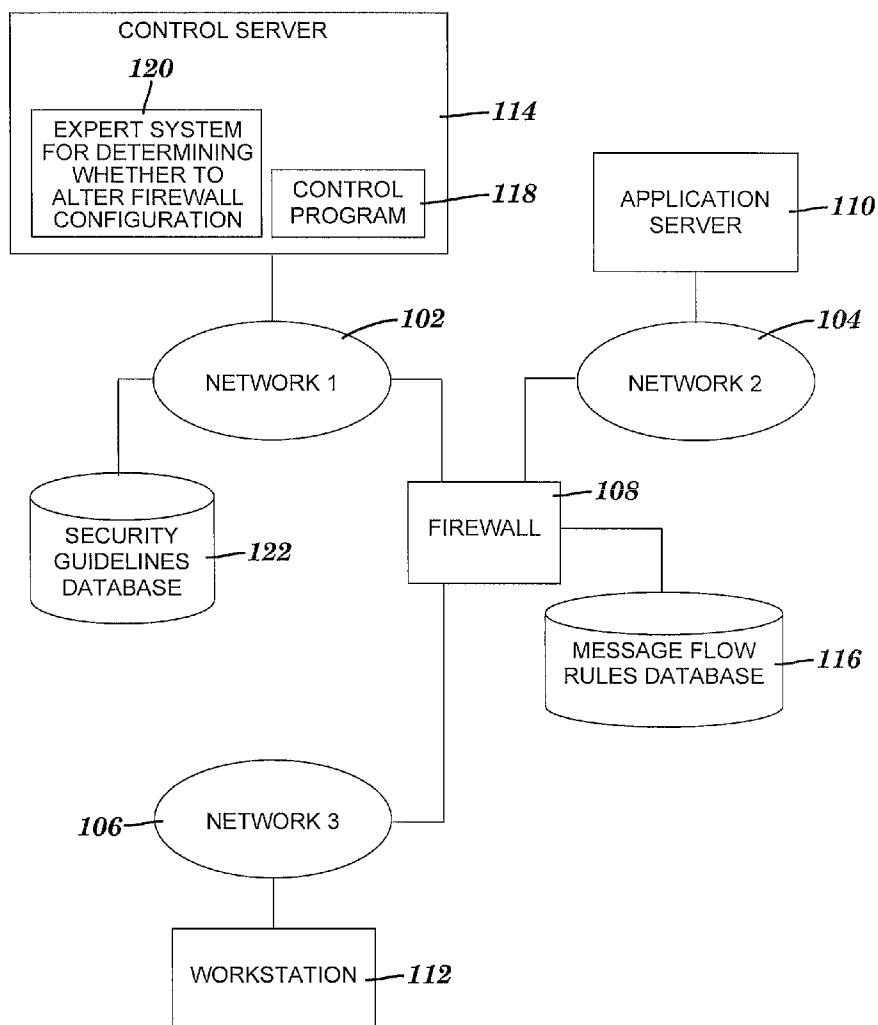 CONTROL SERVER
120
EXPERT SYSTEM
FOR DETERMINING
WHETHER TO
ALTER FIREWALL
CONFIGURATION
CONTROL
PROGRAM
114
118
APPLICATION
SERVER
110
102
NETWORK 1
104
NETWORK 2
108
FIREWALL
SECURITY
GUIDELINES
DATABASE
122
MESSAGE FLOW
RULES DATABASE
116
106
NETWORK 3
WORKSTATION
112